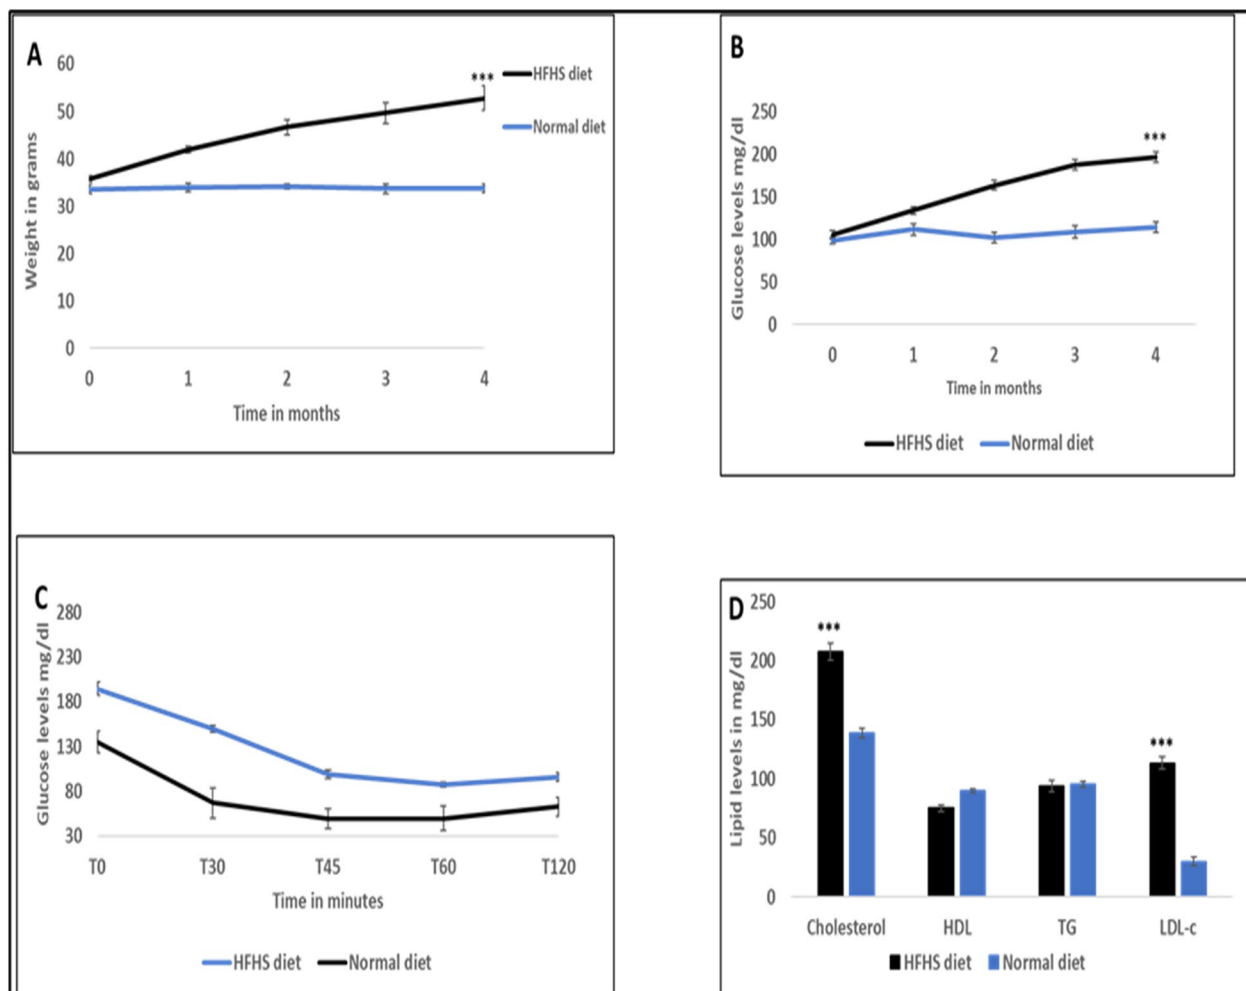 A
60
50
40
30
20
10
0
Weight in grams
***
HFHS diet
Normal diet
0 1 2 3 4
Time in months
B
250
200
150
100
50
0
Glucose levels mg/dl
***
0 1 2 3 4
Time in months
HFHS diet Normal diet
C
280
230
180
130
80
30
Glucose levels mg/dl
T0 T30 T45 T60 T120
Time in minutes
HFHS diet Normal diet
D
250
200
150
100
50
0
Lipid levels in mg/dl
***
***
Cholesterol HDL TG LDL-c
HFHS diet Normal diet